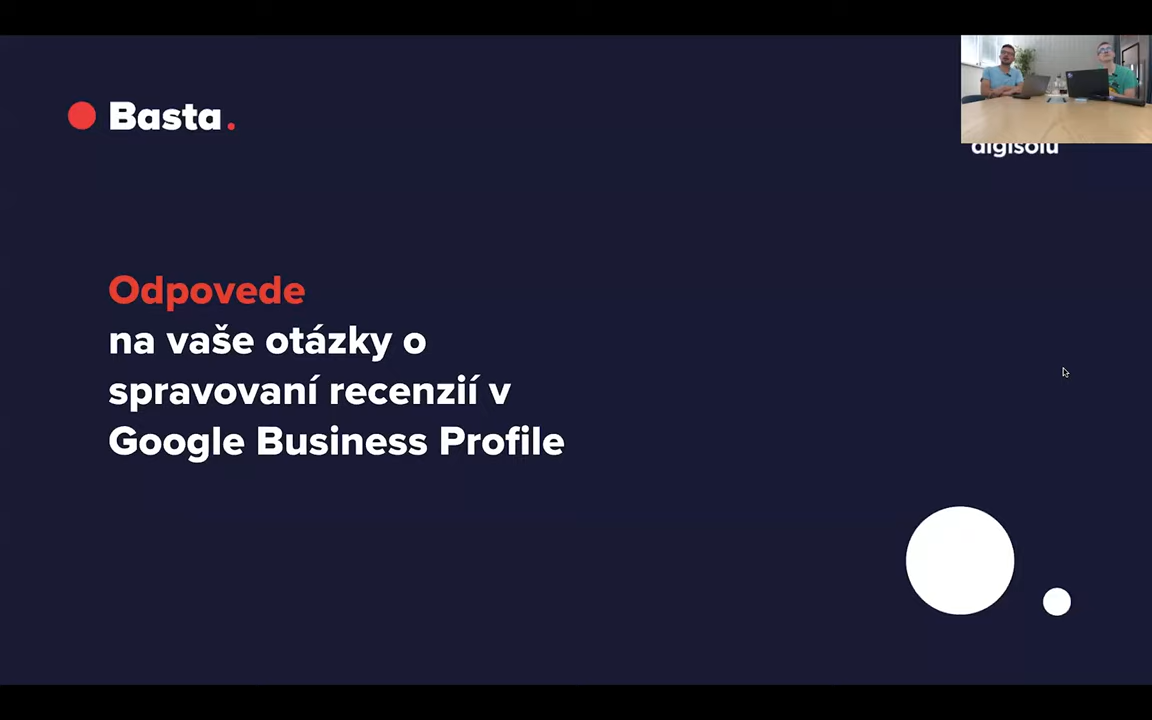 Basta.
digisolu
Odpovede
na vaše otázky o
spravovaní recenzií v
Google Business Profile